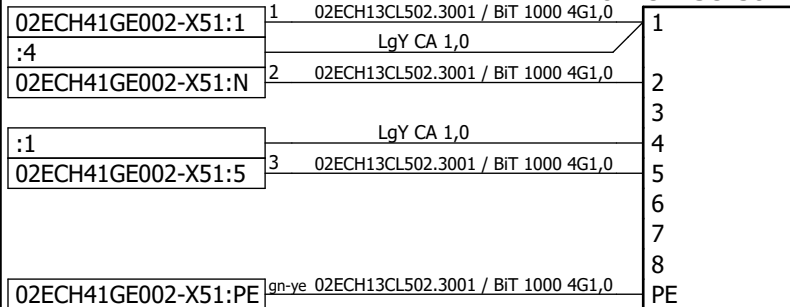 02ECH41GE002-X51:1 1 02ECH13CL502.3001 / BiT 1000 4G1,0 1
:4 LgY CA 1,0
02ECH41GE002-X51:N 2 02ECH13CL502.3001 / BiT 1000 4G1,0 2
3
:1 LgY CA 1,0 4
02ECH41GE002-X51:5 3 02ECH13CL502.3001 / BiT 1000 4G1,0 5
6
7
8
02ECH41GE002-X51:PE gn-ye 02ECH13CL502.3001 / BiT 1000 4G1,0 PE